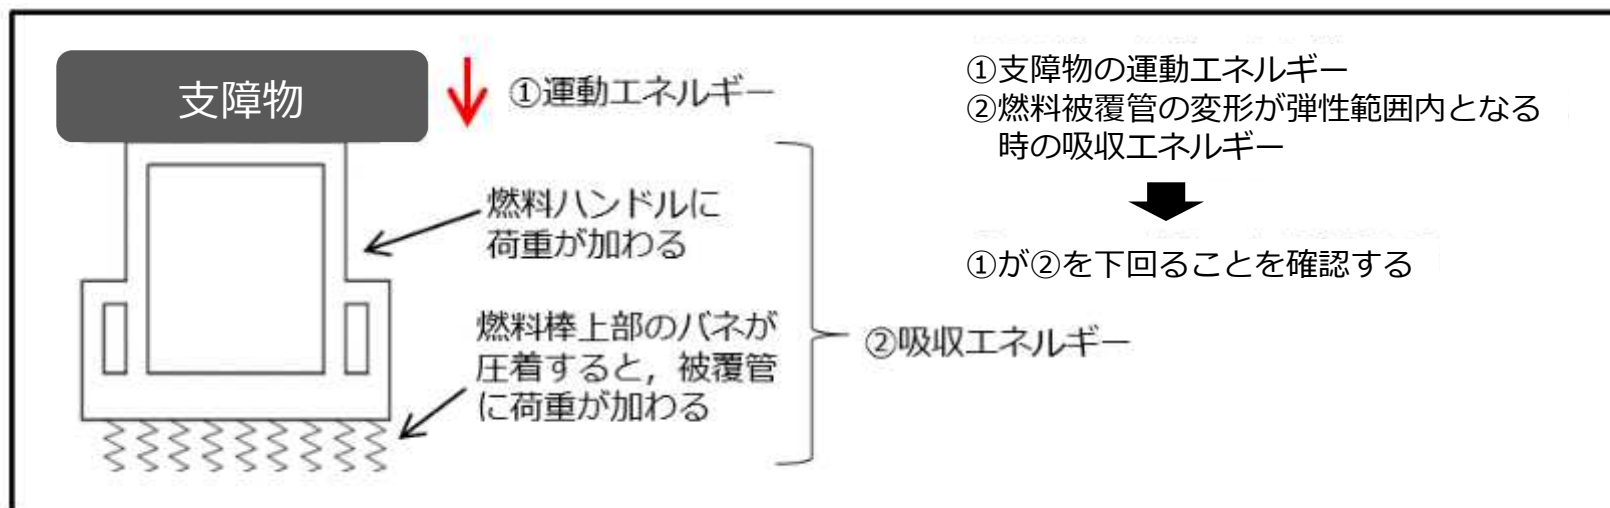 支障物
①運動エネルギー
燃料ハンドルに
荷重が加わる
燃料棒上部のバネが
圧着すると，被覆管
に荷重が加わる
②吸収エネルギー
①支障物の運動エネルギー
②燃料被覆管の変形が弾性範囲内となる
時の吸収エネルギー
①が②を下回ることを確認する